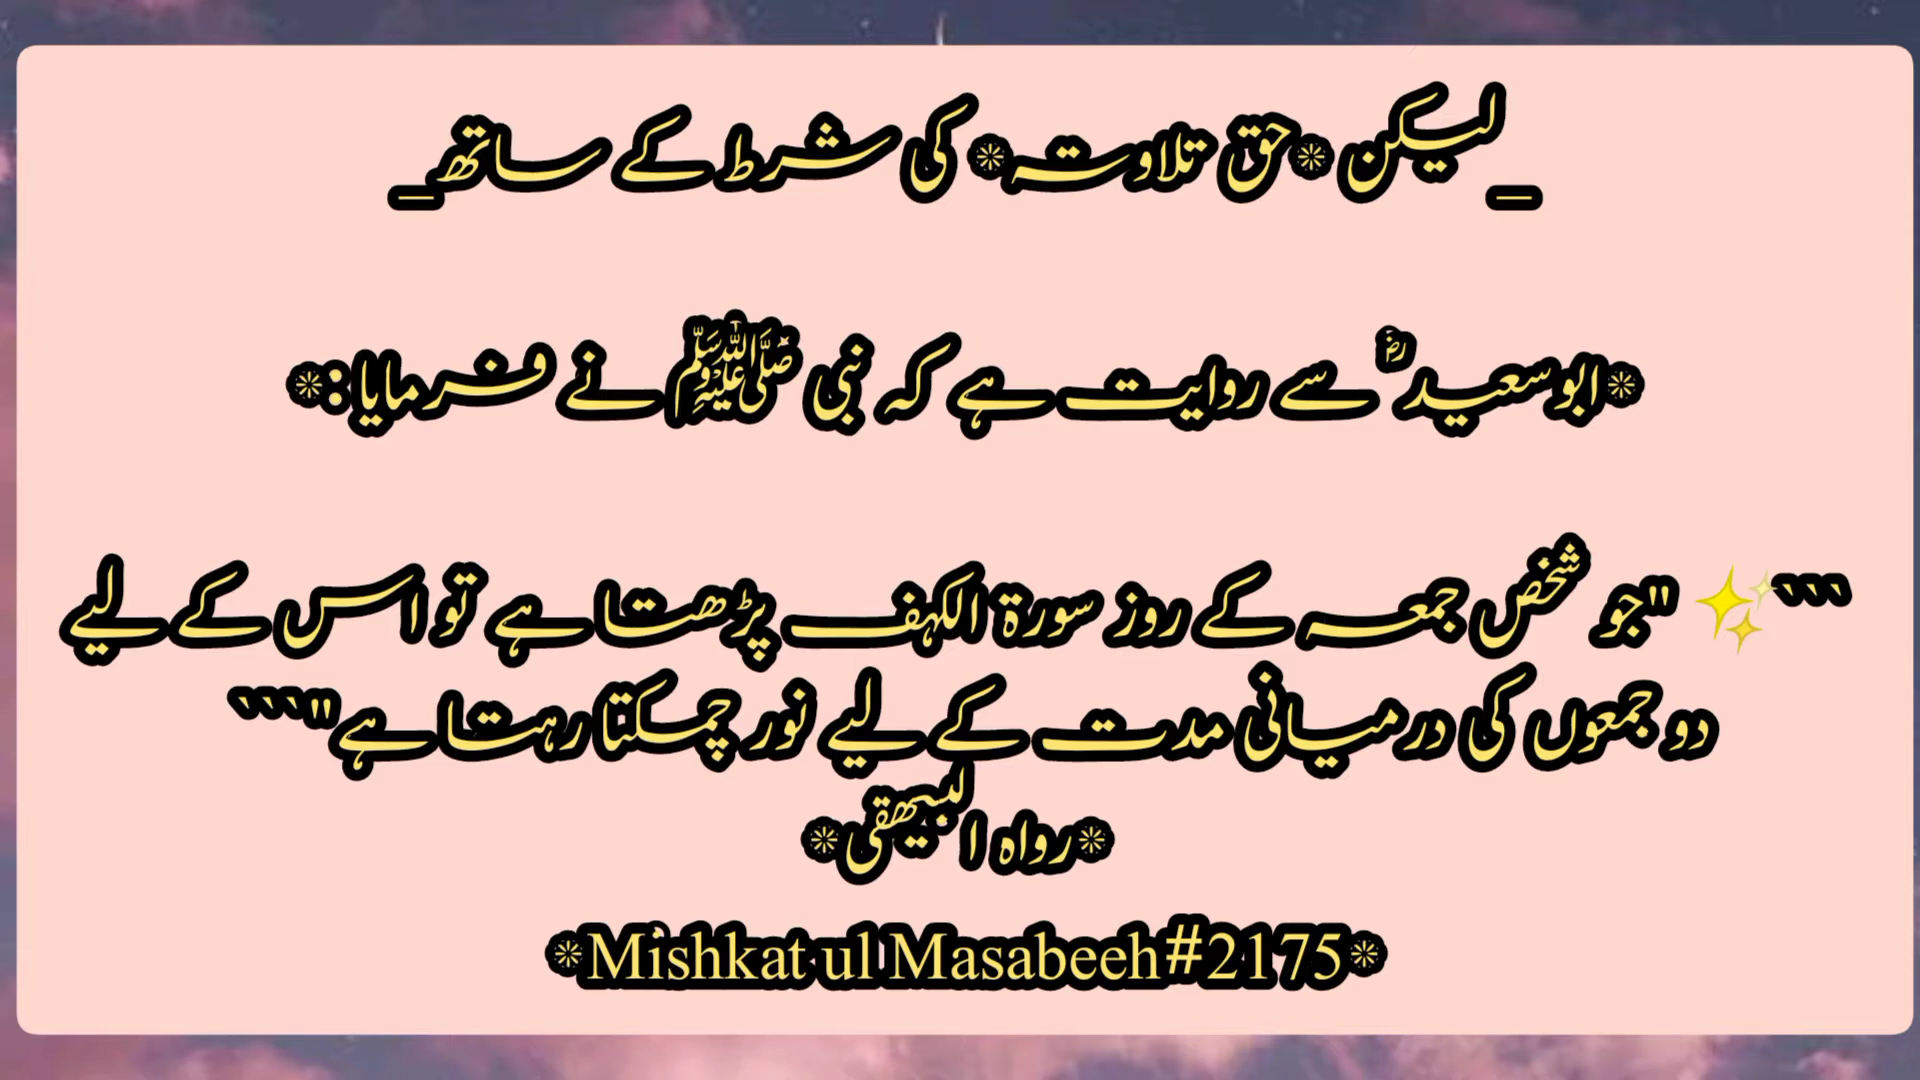 _لیکن *حق تلاوتہ* کی شرط کے ساتھ_
*ابوسعیدؓ سے روایت ہے کہ نبی ﷺ نے فرمایا:*
```✨ "جو شخص جمعہ کے روز سورۃ الکہف پڑھتا ہے تو اس کے لیے
دو جمعوں کی درمیانی مدت کے لیے نور چمکتا رہتا ہے"```
*رواہ البیھقی*
*Mishkat ul Masabeeh#2175*